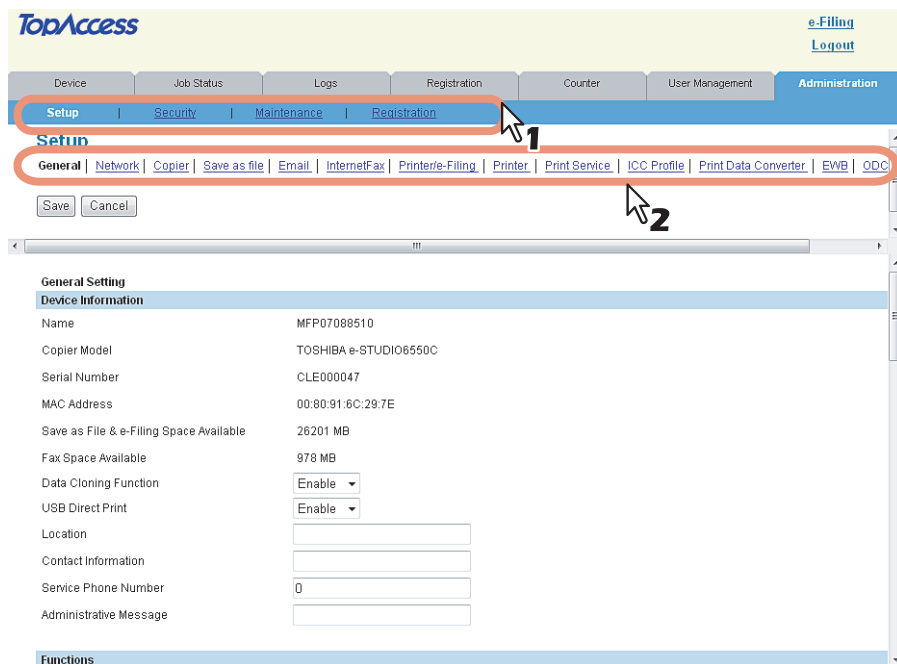 TopAccess
e-Filing
Logout
Device Job Status Logs Registration Counter User Management Administration
Setup | Security | Maintenance | Registration
1
Setup
General | Network | Copier | Save as file | Email | InternetFax | Printer/e-Filing | Printer | Print Service | ICC Profile | Print Data Converter | EWB | ODC
Save Cancel
2
General Setting
Device Information
Name MFP07088510
Copier Model TOSHIBA e-STUDIO6550C
Serial Number CLE000047
MAC Address 00:80:91:6C:29:7E
Save as File & e-Filing Space Available 26201 MB
Fax Space Available 978 MB
Data Cloning Function Enable
USB Direct Print Enable
Location
Contact Information
Service Phone Number 0
Administrative Message
Functions